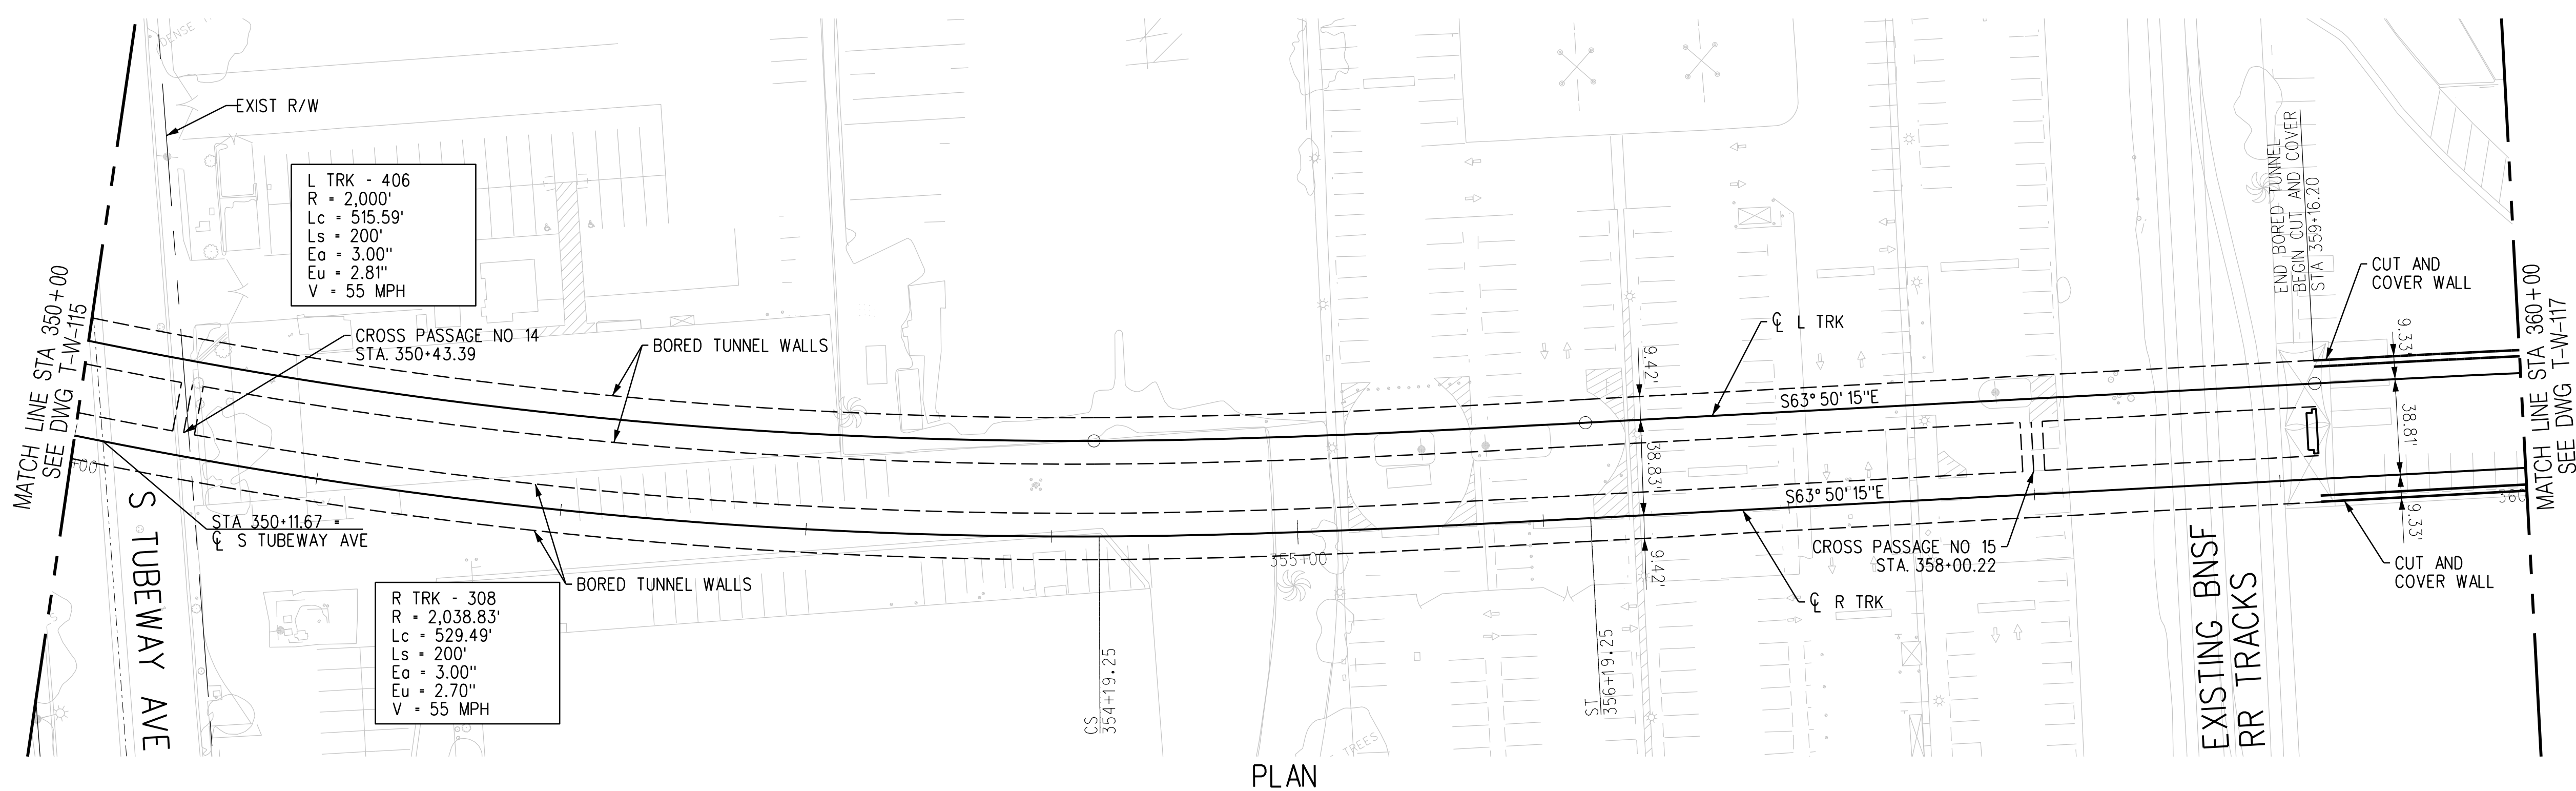 DENSE
EXIST R/W
L TRK - 406
R = 2,000'
Lc = 515.59'
Ls = 200'
Ea = 3.00"
Eu = 2.81"
V = 55 MPH
MATCH LINE STA 350+00
SEE DWG T-W-115
CROSS PASSAGE NO 14
STA. 350+43.39
BORED TUNNEL WALLS
+00
S TUBEWAY AVE
STA 350+11.67 =
℄ S TUBEWAY AVE
BORED TUNNEL WALLS
R TRK - 308
R = 2,038.83'
Lc = 529.49'
Ls = 200'
Ea = 3.00"
Eu = 2.70"
V = 55 MPH
CS
354+19.25
355+00
TREES
ST
356+19.25
9.42'
38.83'
9.42'
℄ L TRK
S63° 50' 15"E
S63° 50' 15"E
CROSS PASSAGE NO 15
STA. 358+00.22
℄ R TRK
EXISTING BNSF
RR TRACKS
END BORED TUNNEL
BEGIN CUT AND COVER
STA 359+16.20
CUT AND
COVER WALL
9.33'
38.81'
9.33'
360
CUT AND
COVER WALL
MATCH LINE STA 360+00
SEE DWG T-W-117
PLAN